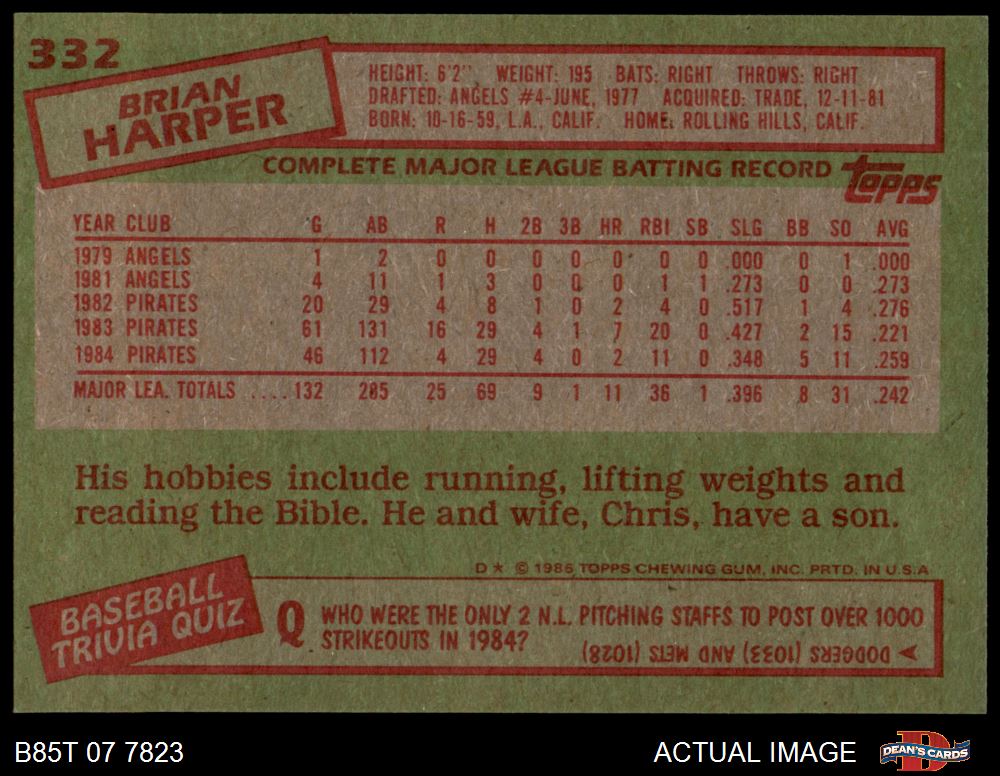 332
BRIAN
HARPER
HEIGHT: 6'2" WEIGHT: 195 BATS: RIGHT THROWS: RIGHT
DRAFTED: ANGELS #4-JUNE, 1977 ACQUIRED: TRADE, 12-11-81
BORN: 10-16-59, L.A., CALIF. HOME: ROLLING HILLS, CALIF.
COMPLETE MAJOR LEAGUE BATTING RECORD
topps
YEAR CLUB G AB R H 2B 3B HR RBI SB SLG BB SO AVG
1979 ANGELS 1 2 0 0 0 0 0 0 0 .000 0 1 .000
1981 ANGELS 4 11 1 3 0 0 0 1 1 .273 0 0 .273
1982 PIRATES 20 29 4 8 1 0 2 4 0 .517 1 4 .276
1983 PIRATES 61 131 16 29 4 1 7 20 0 .427 2 15 .221
1984 PIRATES 46 112 4 29 4 0 2 11 0 .348 5 11 .259
MAJOR LEA. TOTALS ....132 285 25 69 9 1 11 36 1 .396 8 31 .242
His hobbies include running, lifting weights and
reading the Bible. He and wife, Chris, have a son.
D★ © 1985 TOPPS CHEWING GUM, INC. PRTD. IN U.S.A
BASEBALL
TRIVIA QUIZ
Q WHO WERE THE ONLY 2 N.L. PITCHING STAFFS TO POST OVER 1000
STRIKEOUTS IN 1984?
DODGERS (1033) AND METS (1028)
B85T 07 7823
ACTUAL IMAGE
DEAN'S CARDS